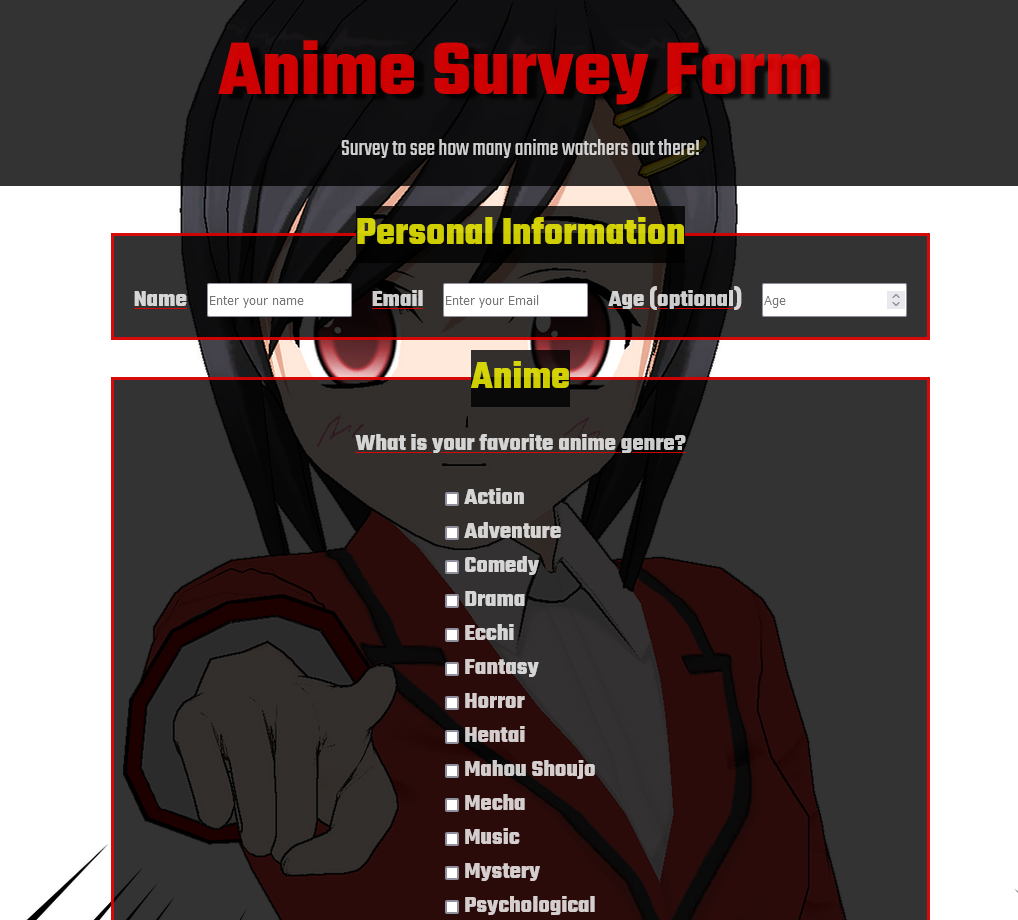 Anime Survey Form
Survey to see how many anime watchers out there!
Personal Information
Name Enter your name Email Enter your Email Age (optional) Age
Anime
What is your favorite anime genre?
Action
Adventure
Comedy
Drama
Ecchi
Fantasy
Horror
Hentai
Mahou Shoujo
Mecha
Music
Mystery
Psychological